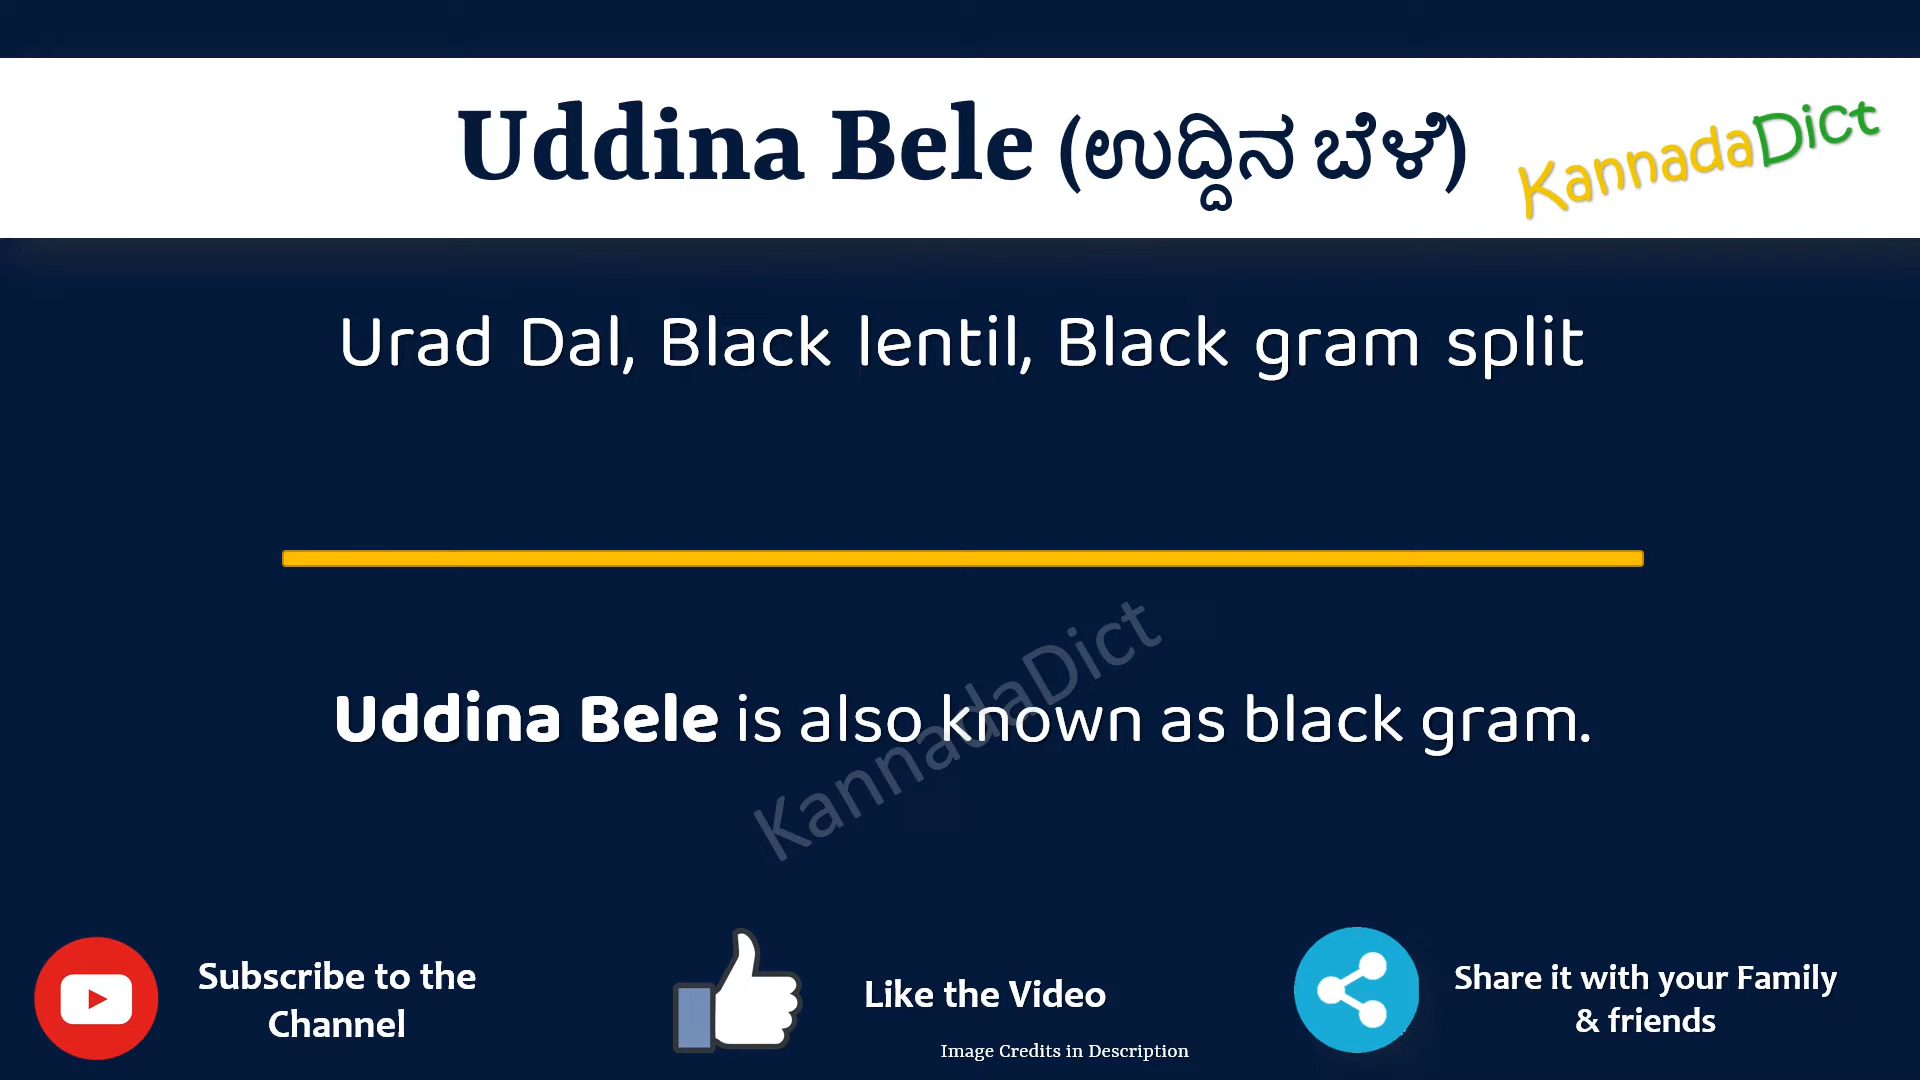 Uddina Bele (ಉದ್ದಿನ ಬೆಳೆ)
KannadaDict
Urad Dal, Black lentil, Black gram split
Uddina Bele is also known as black gram.
KannadaDict
Subscribe to the
Channel
Like the Video
Share it with your Family
& friends
Image Credits in Description